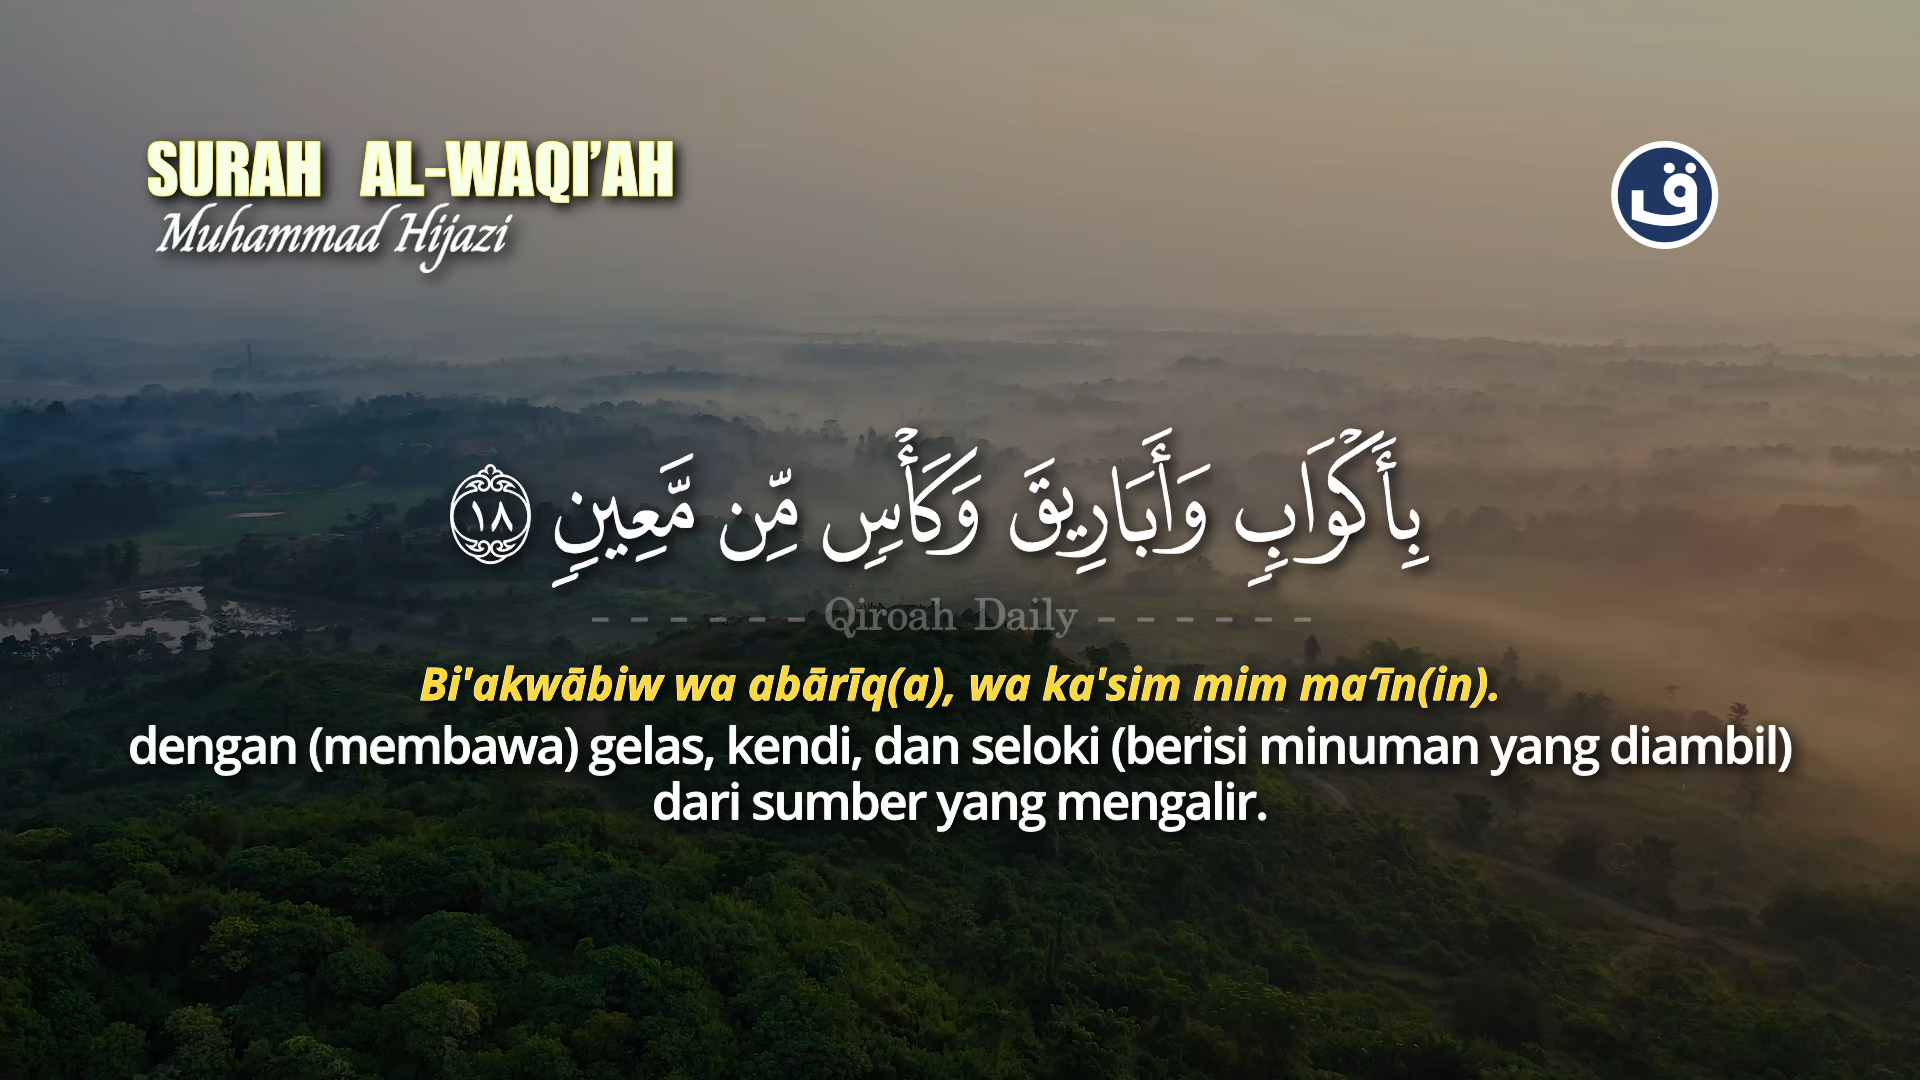 SURAH AL-WAQI’AH
Muhammad Hijazi
ق
بِأَكْوَابٍ وَأَبَارِيقَ وَكَأْسٍ مِّن مَّعِينٍ ١٨
- - - - - - Qiroah Daily - - - - - -
Bi'akwābiw wa abārīq(a), wa ka'sim mim ma‘īn(in).
dengan (membawa) gelas, kendi, dan seloki (berisi minuman yang diambil)
dari sumber yang mengalir.